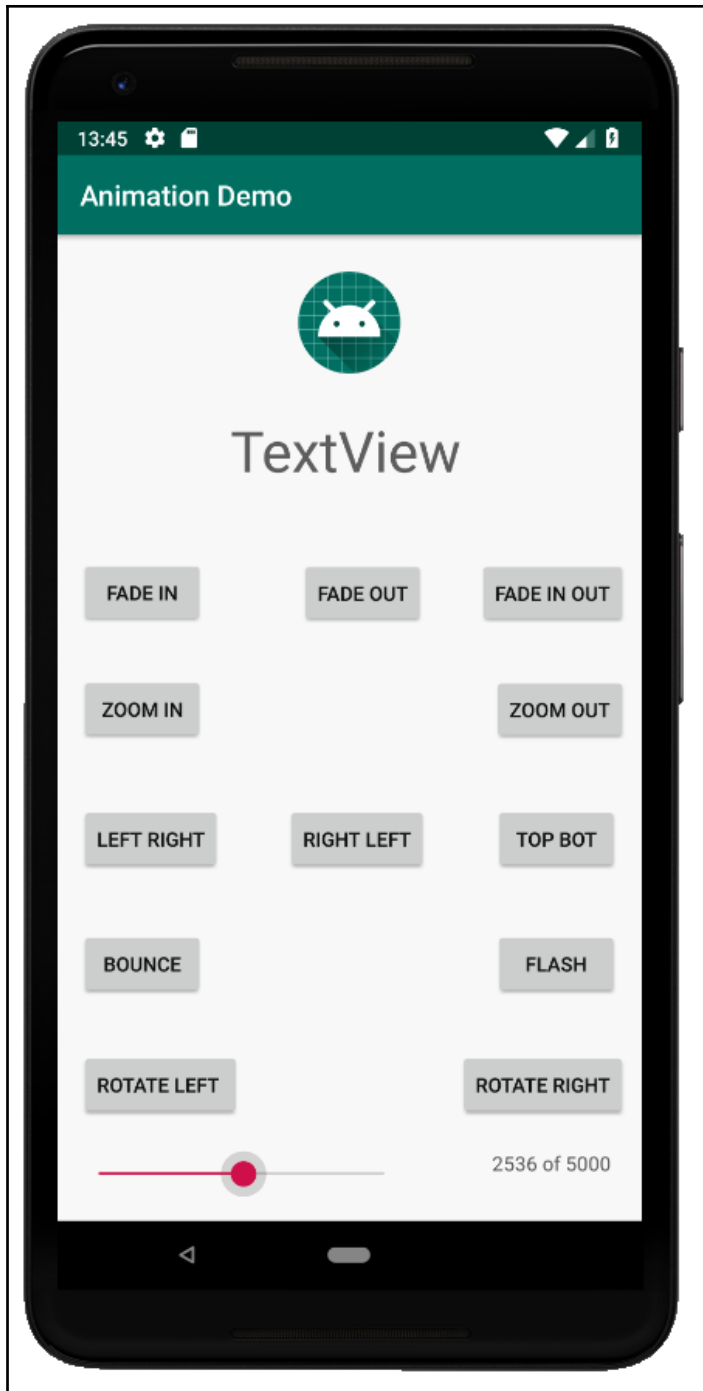 13:45
Animation Demo
TextView
FADE IN FADE OUT FADE IN OUT
ZOOM IN ZOOM OUT
LEFT RIGHT RIGHT LEFT TOP BOT
BOUNCE FLASH
ROTATE LEFT ROTATE RIGHT
2536 of 5000